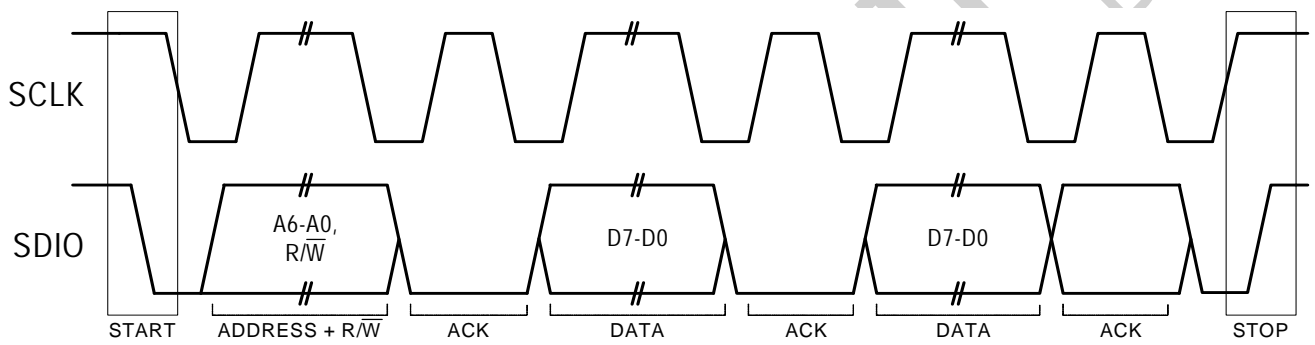 SCLK
SDIO
A6-A0,
R/W̅
D7-D0
D7-D0
START
ADDRESS + R/W̅
ACK
DATA
ACK
DATA
ACK
STOP